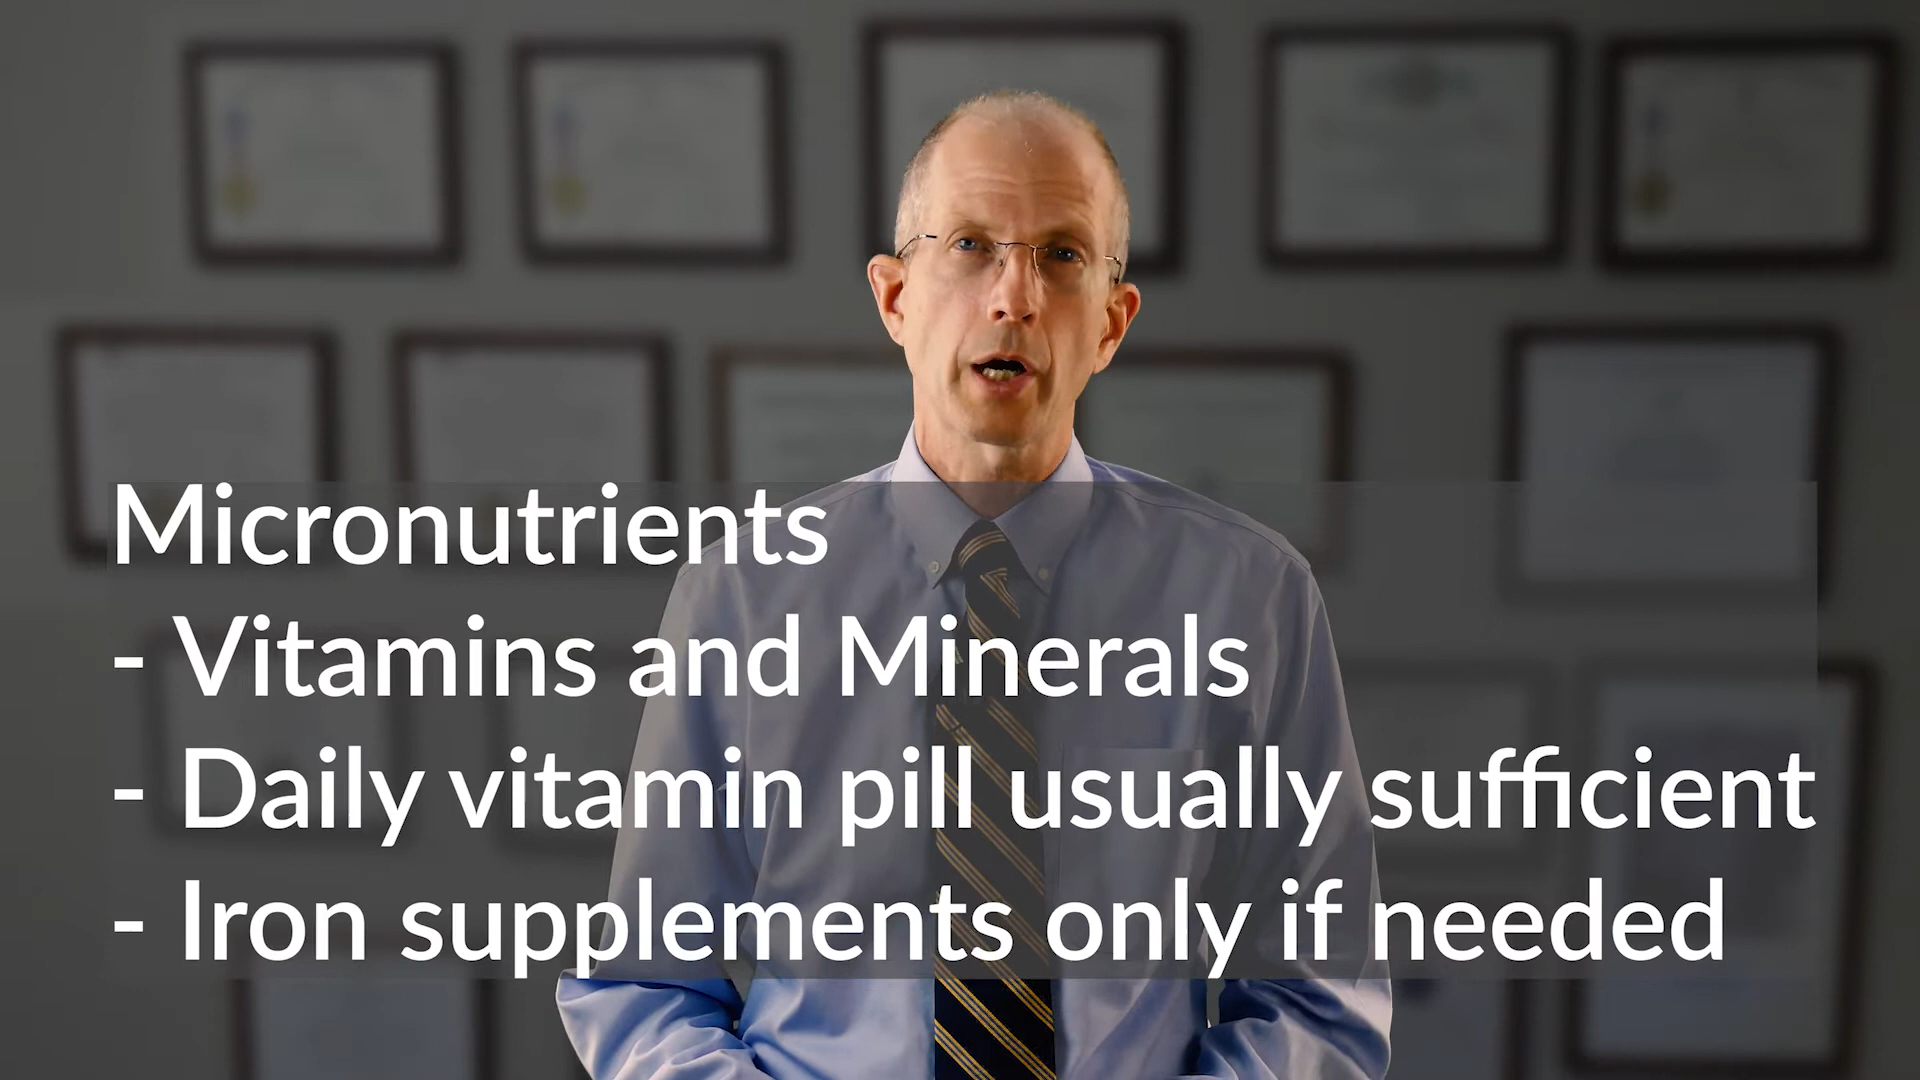 Micronutrients
- Vitamins and Minerals
- Daily vitamin pill usually sufficient
- Iron supplements only if needed